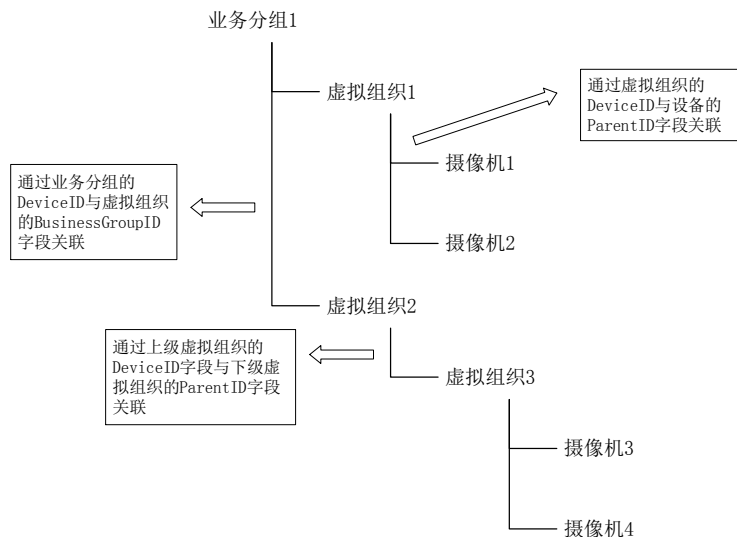 业务分组1
虚拟组织1
通过虚拟组织的
DeviceID与设备的
ParentID字段关联
摄像机1
通过业务分组的
DeviceID与虚拟组织
的BusinessGroupID
字段关联
摄像机2
虚拟组织2
通过上级虚拟组织的
DeviceID字段与下级虚
拟组织的ParentID字段
关联
虚拟组织3
摄像机3
摄像机4